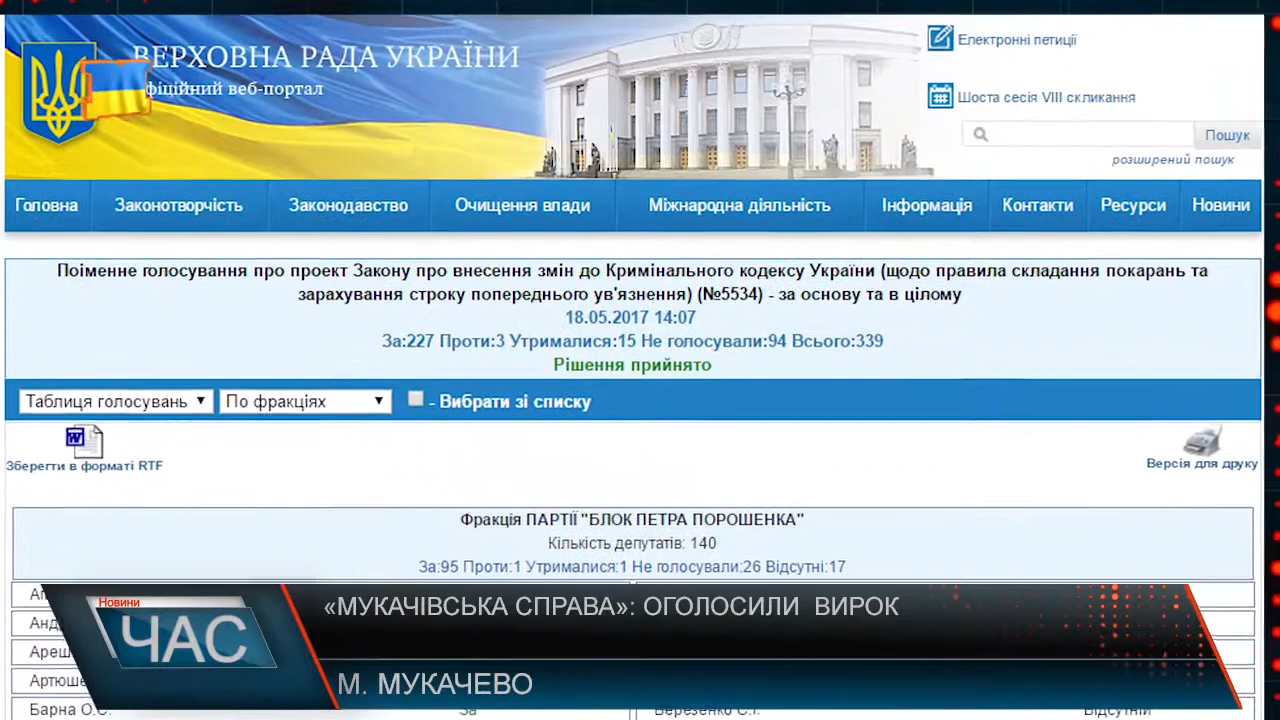 ВЕРХОВНА РАДА УКРАЇНИ
фіційний веб-портал
Електронні петиції
Шоста сесія VIII скликання
Пошук
розширений пошук
Головна Законотворчість Законодавство Очищення влади Міжнародна діяльність Інформація Контакти Ресурси Новини
Поіменне голосування про проект Закону про внесення змін до Кримінального кодексу України (щодо правила складання покарань та
зарахування строку попереднього ув'язнення) (№5534) - за основу та в цілому
18.05.2017 14:07
За:227 Проти:3 Утрималися:15 Не голосували:94 Всього:339
Рішення прийнято
Таблиця голосувань По фракціях - Вибрати зі списку
Зберегти в форматі RTF
Версія для друку
Фракція ПАРТІЇ "БЛОК ПЕТРА ПОРОШЕНКА"
Кількість депутатів: 140
За:95 Проти:1 Утрималися:1 Не голосували:26 Відсутні:17
Новини
ЧАС
«МУКАЧІВСЬКА СПРАВА»: ОГОЛОСИЛИ ВИРОК
М. МУКАЧЕВО
Барна О.С. За Березенко С.І. Відсутній